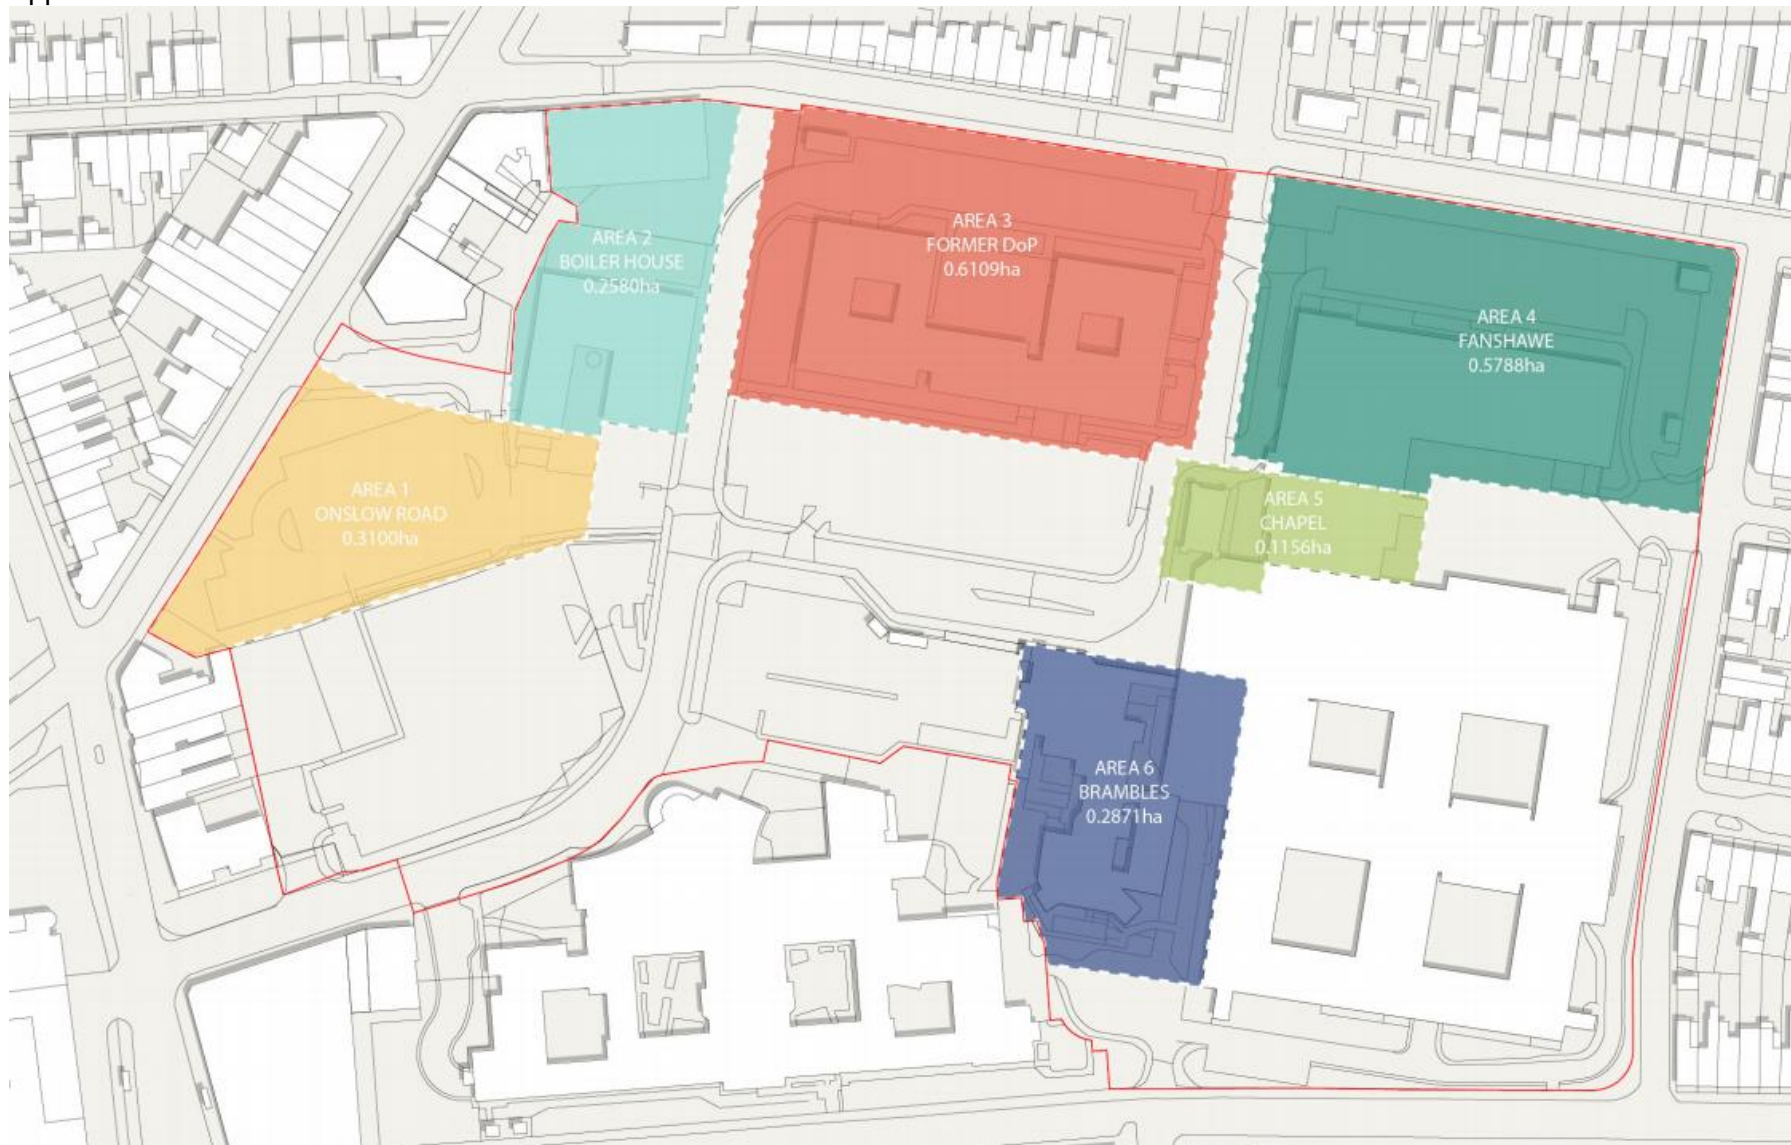 AREA 1
ONSLOW ROAD
0.3100ha
AREA 2
BOILER HOUSE
0.2580ha
AREA 3
FORMER DoP
0.6109ha
AREA 4
FANSHAWE
0.5788ha
AREA 5
CHAPEL
0.1156ha
AREA 6
BRAMBLES
0.2871ha